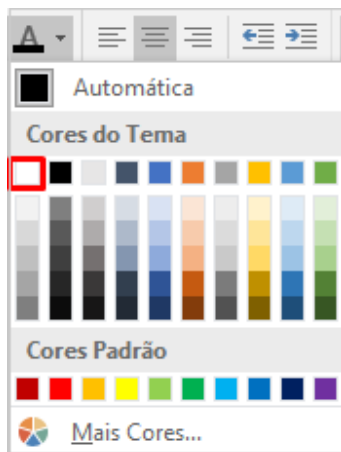 A
Automática
Cores do Tema
Cores Padrão
Mais Cores...